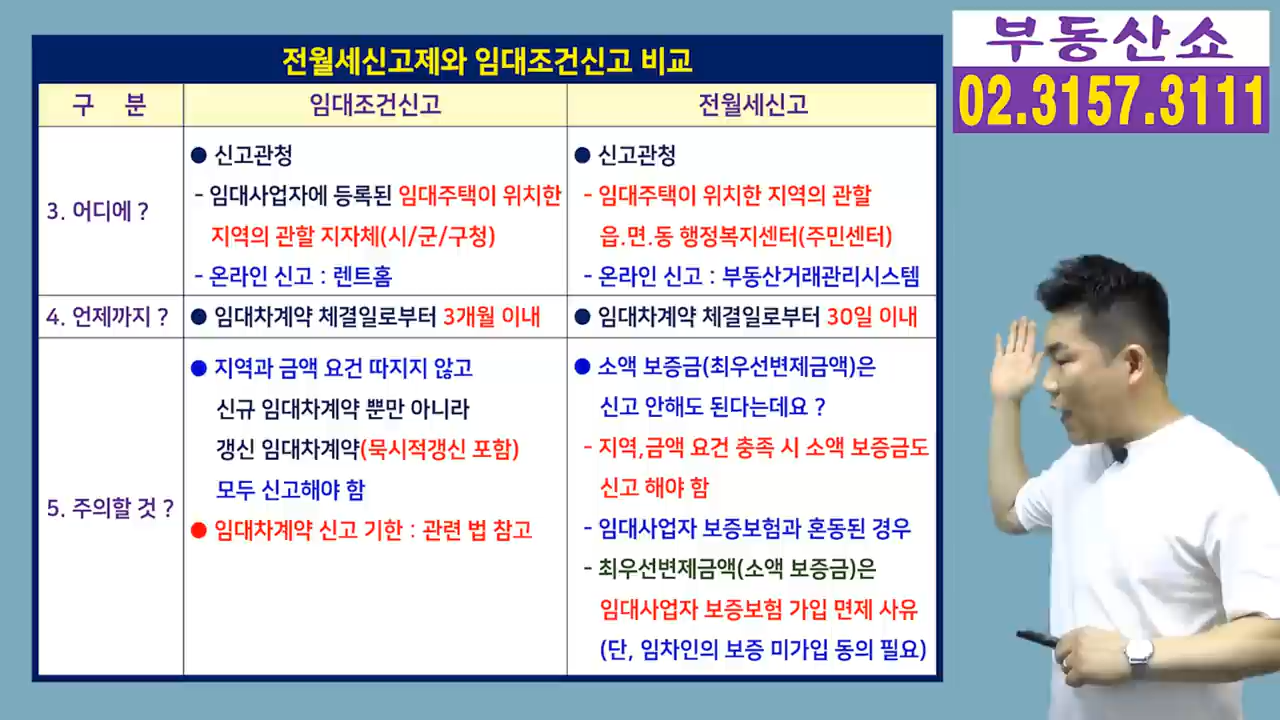 부동산쇼
02.3157.3111
전월세신고제와 임대조건신고 비교
구 분
임대조건신고
전월세신고
3. 어디에 ?
● 신고관청
- 임대사업자에 등록된 임대주택이 위치한
지역의 관할 지자체(시/군/구청)
- 온라인 신고 : 렌트홈
● 신고관청
- 임대주택이 위치한 지역의 관할
읍.면.동 행정복지센터(주민센터)
- 온라인 신고 : 부동산거래관리시스템
4. 언제까지 ?
● 임대차계약 체결일로부터 3개월 이내
● 임대차계약 체결일로부터 30일 이내
5. 주의할 것 ?
● 지역과 금액 요건 따지지 않고
신규 임대차계약 뿐만 아니라
갱신 임대차계약(묵시적갱신 포함)
모두 신고해야 함
● 임대차계약 신고 기한 : 관련 법 참고
● 소액 보증금(최우선변제금액)은
신고 안해도 된다는데요 ?
- 지역,금액 요건 충족 시 소액 보증금도
신고 해야 함
- 임대사업자 보증보험과 혼동된 경우
- 최우선변제금액(소액 보증금)은
임대사업자 보증보험 가입 면제 사유
(단, 임차인의 보증 미가입 동의 필요)